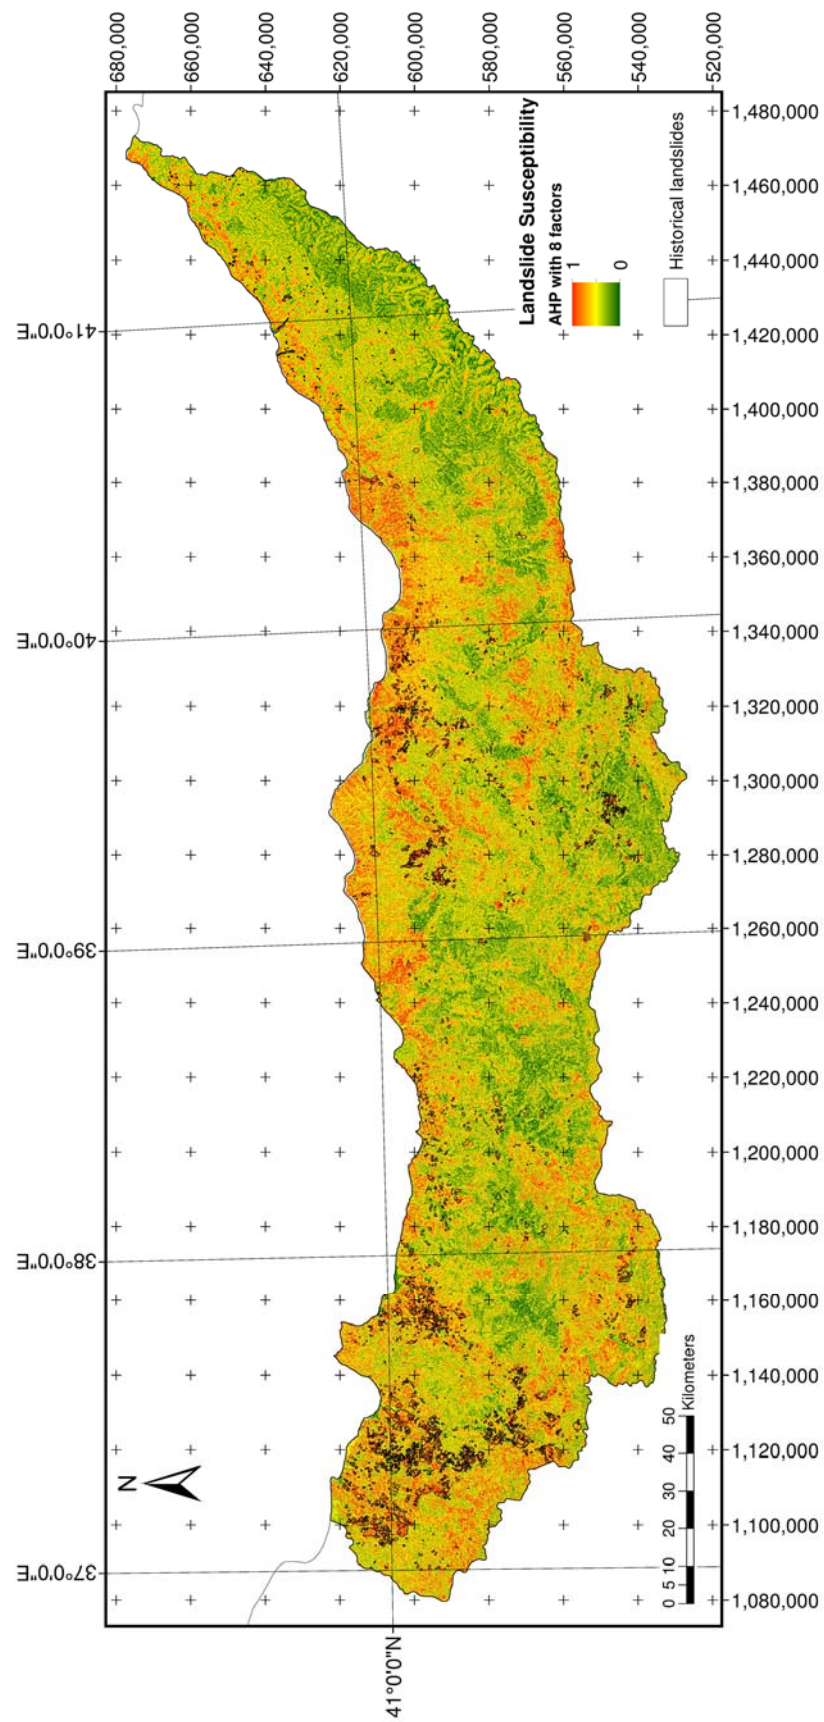 37°0'0"E
38°0'0"E
39°0'0"E
40°0'0"E
41°0'0"E
N
680,000
660,000
640,000
620,000
600,000
580,000
560,000
540,000
520,000
41°0'0"N
Landslide Susceptibility
AHP with 8 factors
1
0
Historical landslides
0 5 10 20 30 40 50
Kilometers
1,080,000
1,100,000
1,120,000
1,140,000
1,160,000
1,180,000
1,200,000
1,220,000
1,240,000
1,260,000
1,280,000
1,300,000
1,320,000
1,340,000
1,360,000
1,380,000
1,400,000
1,420,000
1,440,000
1,460,000
1,480,000